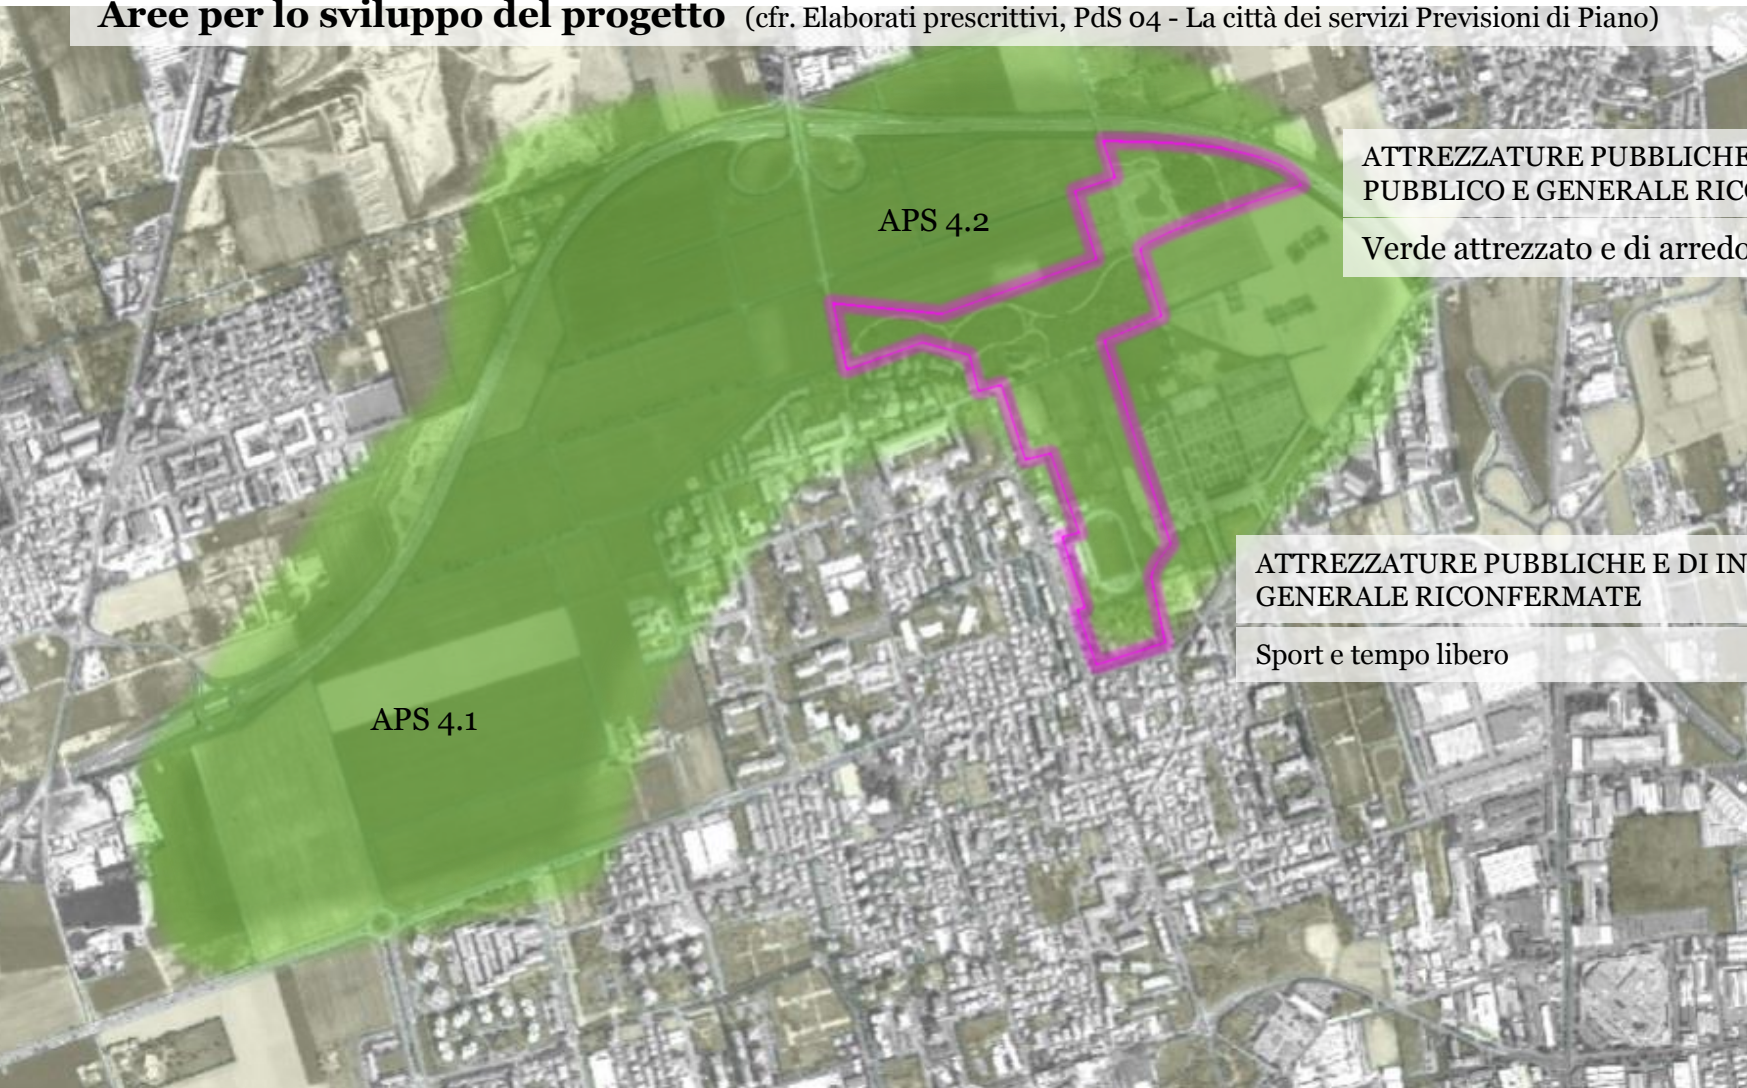 Aree per lo sviluppo del progetto (cfr. Elaborati prescrittivi, PdS 04 - La città dei servizi Previsioni di Piano)
ATTREZZATURE PUBBLICHE
PUBBLICO E GENERALE RICO
Verde attrezzato e di arredo
APS 4.2
ATTREZZATURE PUBBLICHE E DI IN
GENERALE RICONFERMATE
Sport e tempo libero
APS 4.1